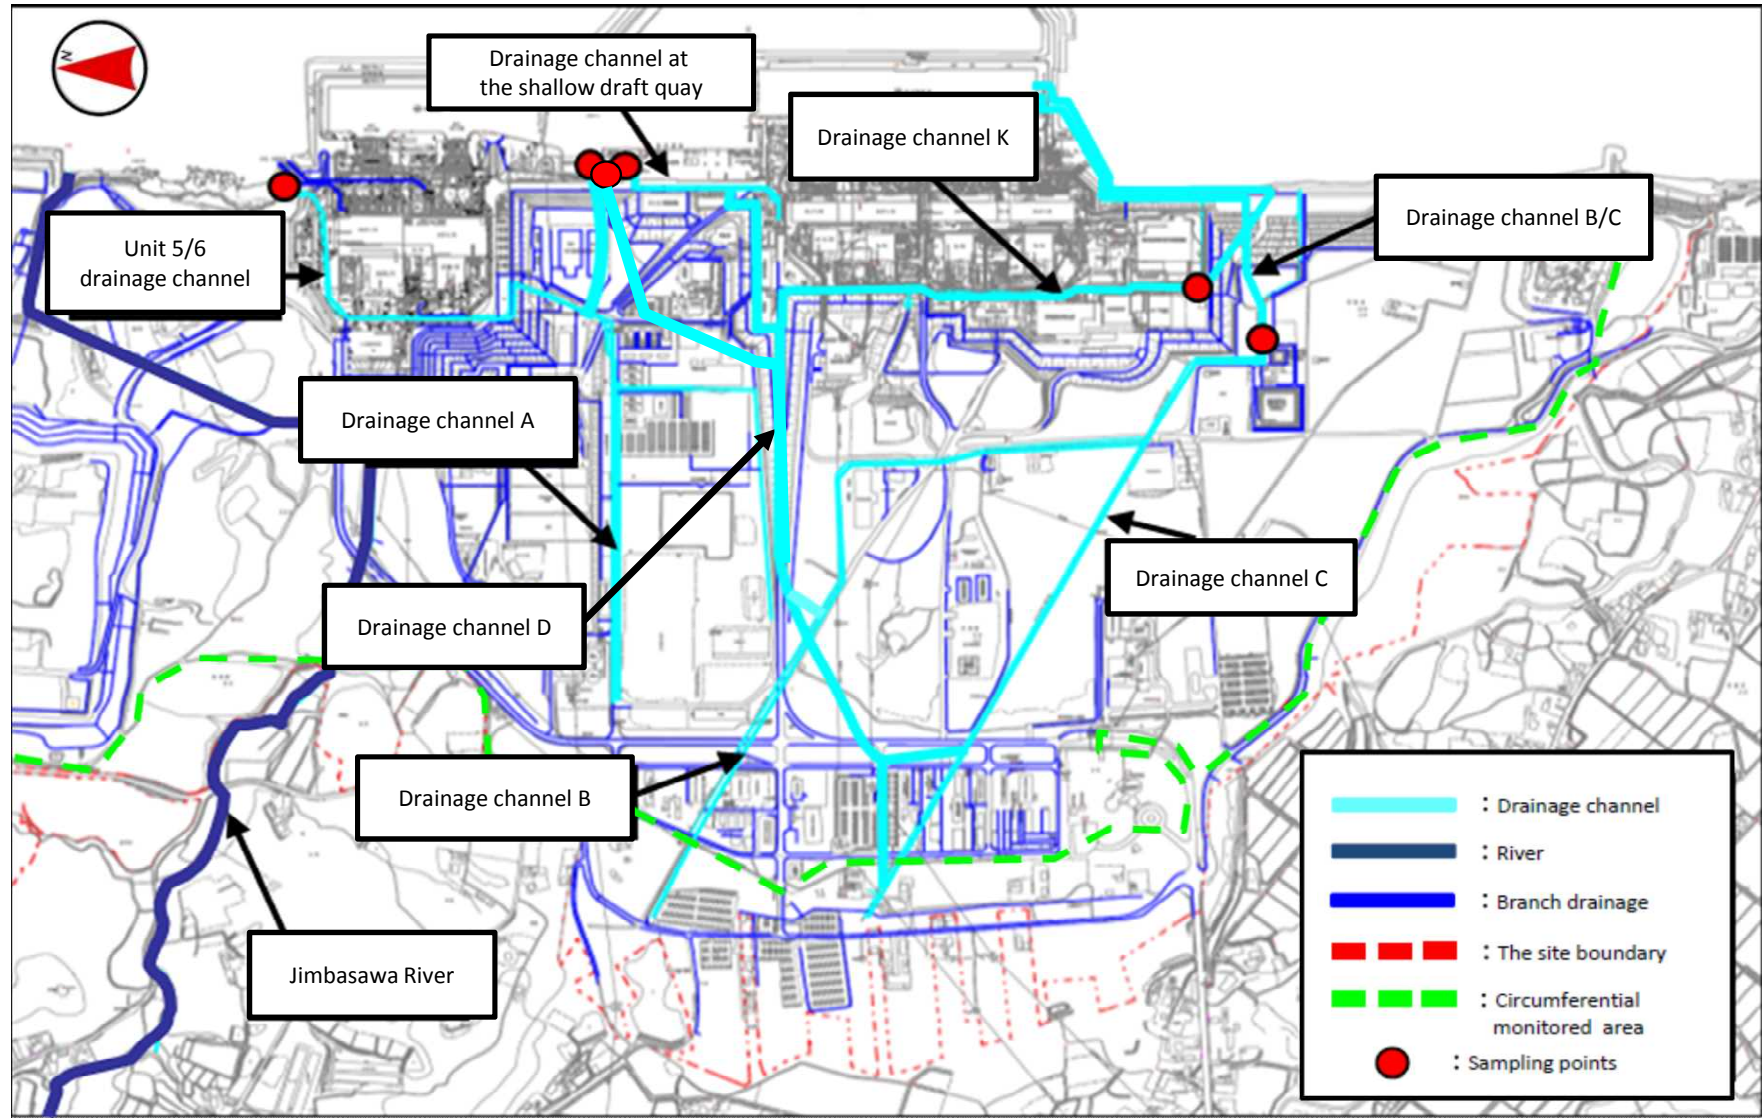 N
Drainage channel at
the shallow draft quay
Drainage channel K
Drainage channel B/C
Unit 5/6
drainage channel
Drainage channel A
Drainage channel C
Drainage channel D
Drainage channel B
Jimbasawa River
: Drainage channel
: River
: Branch drainage
: The site boundary
: Circumferential
monitored area
: Sampling points